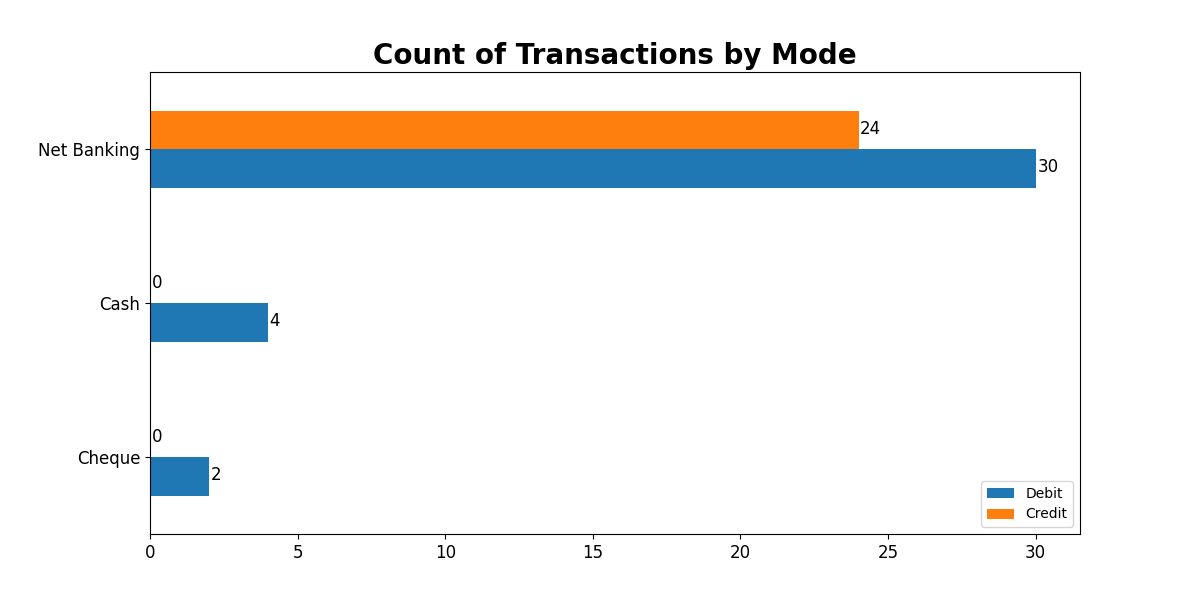 Count of Transactions by Mode
Net Banking
24
30
Cash
0
4
Cheque
0
2
Debit
Credit
0 5 10 15 20 25 30